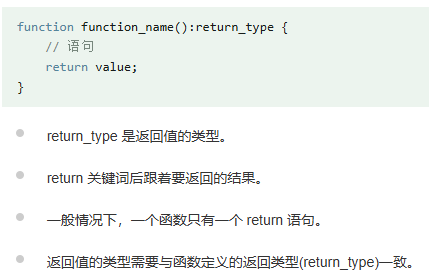 function function_name():return_type {
// 语句
return value;
}
return_type 是返回值的类型。
return 关键词后跟着要返回的结果。
一般情况下，一个函数只有一个 return 语句。
返回值的类型需要与函数定义的返回类型(return_type)一致。